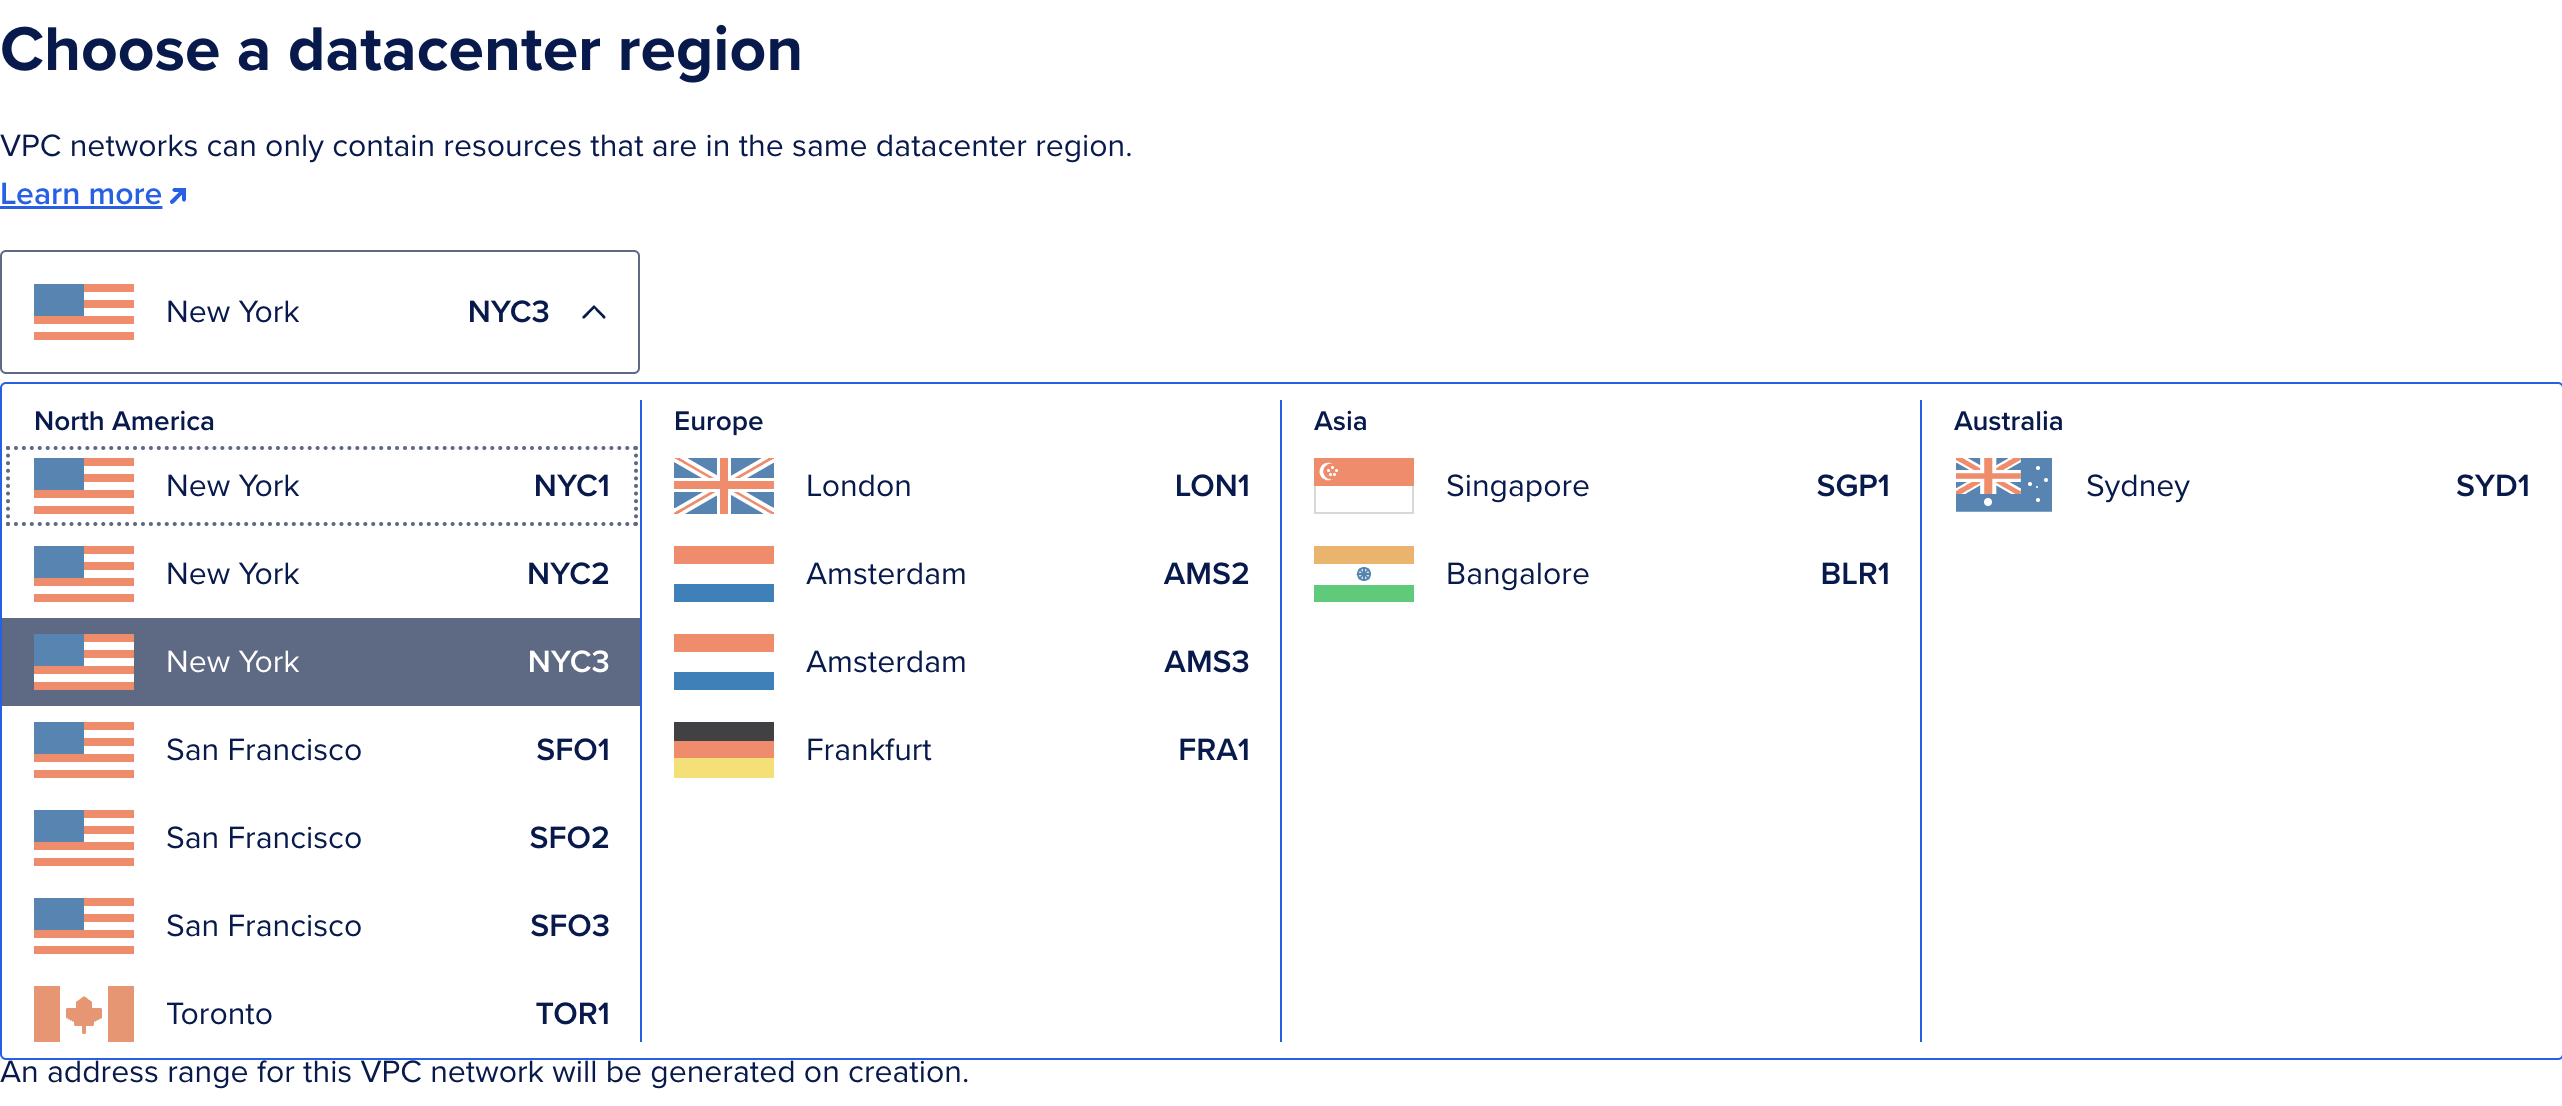 Choose a datacenter region
VPC networks can only contain resources that are in the same datacenter region.
Learn more
New York NYC3
North America
New York NYC1
New York NYC2
New York NYC3
San Francisco SFO1
San Francisco SFO2
San Francisco SFO3
Toronto TOR1
Europe
London LON1
Amsterdam AMS2
Amsterdam AMS3
Frankfurt FRA1
Asia
Singapore SGP1
Bangalore BLR1
Australia
Sydney SYD1
An address range for this VPC network will be generated on creation.